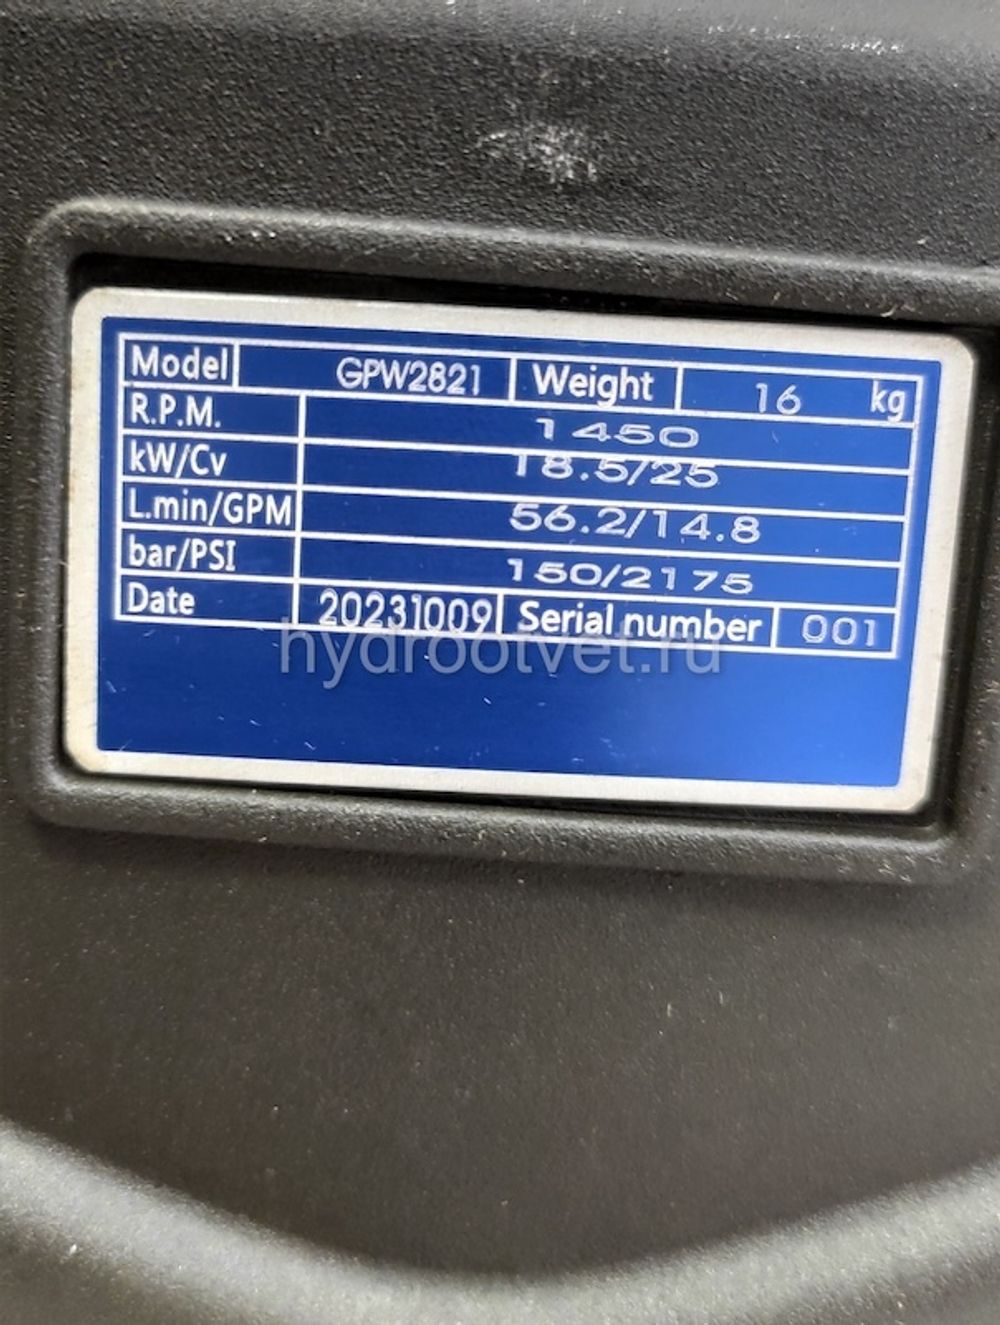 Model GPW2821 Weight 16 kg
R.P.M. 1450
kW/Cv 18.5/25
L.min/GPM 56.2/14.8
bar/PSI 150/2175
Date 20231009 Serial number 001
hydrootvet.ru